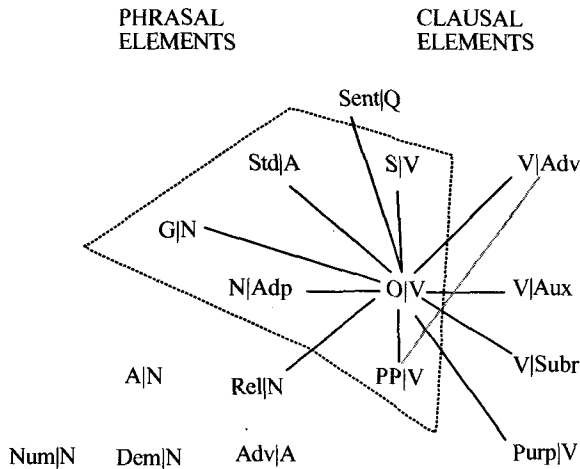 PHRASAL ELEMENTS
CLAUSAL ELEMENTS
Sent|Q
Std|A
S|V
V|Adv
G|N
N|Adp
O|V
V|Aux
A|N
Rel|N
PP|V
V|Subr
Num|N
Dem|N
Adv|A
Purp|V